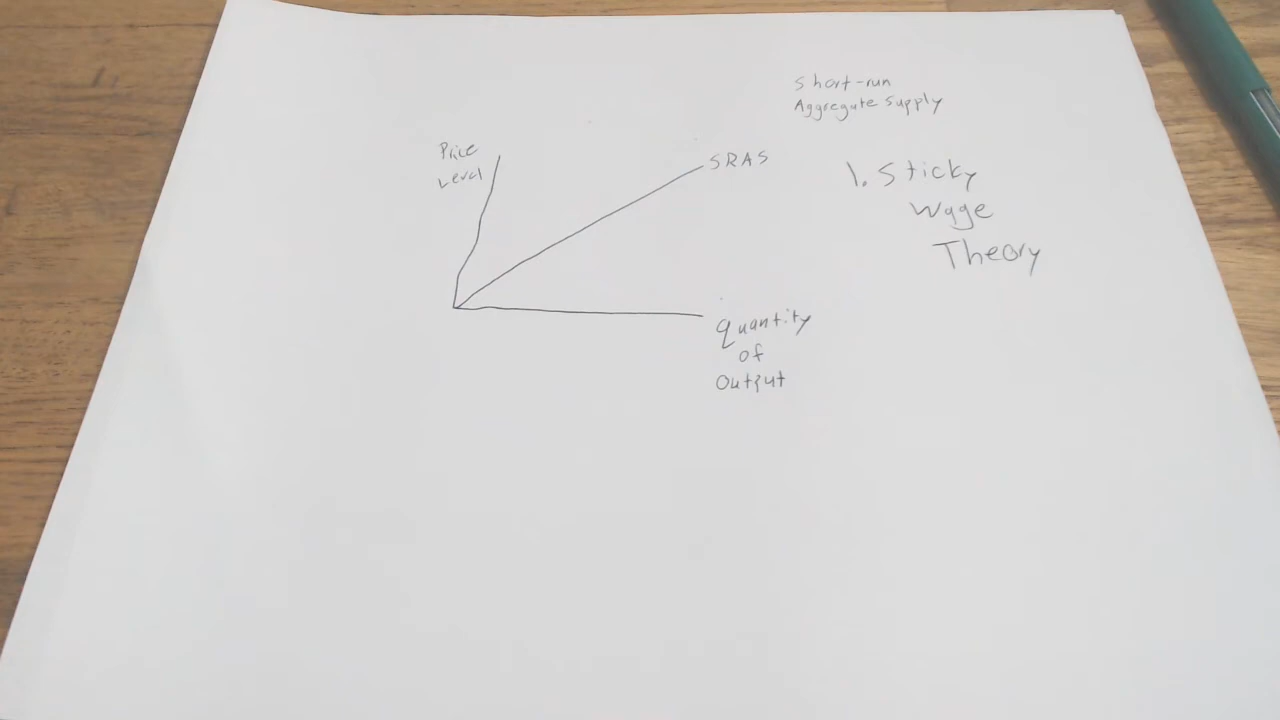 Short-run
Aggregate Supply
Price
Level
SRAS
1. Sticky
Wage
Theory
Quantity
of
Output